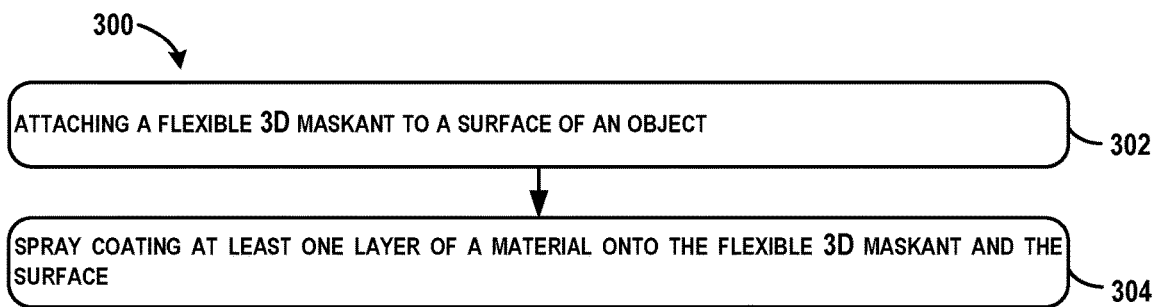 300
ATTACHING A FLEXIBLE 3D MASKANT TO A SURFACE OF AN OBJECT
302
SPRAY COATING AT LEAST ONE LAYER OF A MATERIAL ONTO THE FLEXIBLE 3D MASKANT AND THE
SURFACE
304